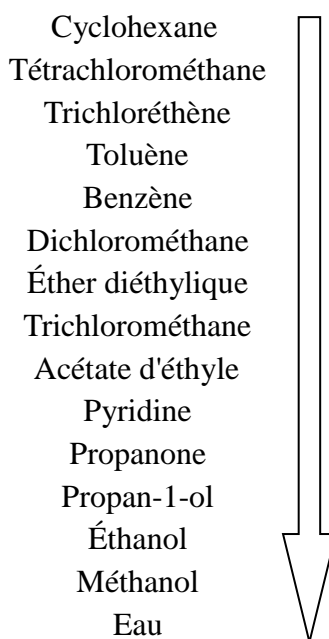 Cyclohexane
Tétrachlorométhane
Trichloréthène
Toluène
Benzène
Dichlorométhane
Éther diéthylique
Trichlorométhane
Acétate d'éthyle
Pyridine
Propanone
Propan-1-ol
Éthanol
Méthanol
Eau